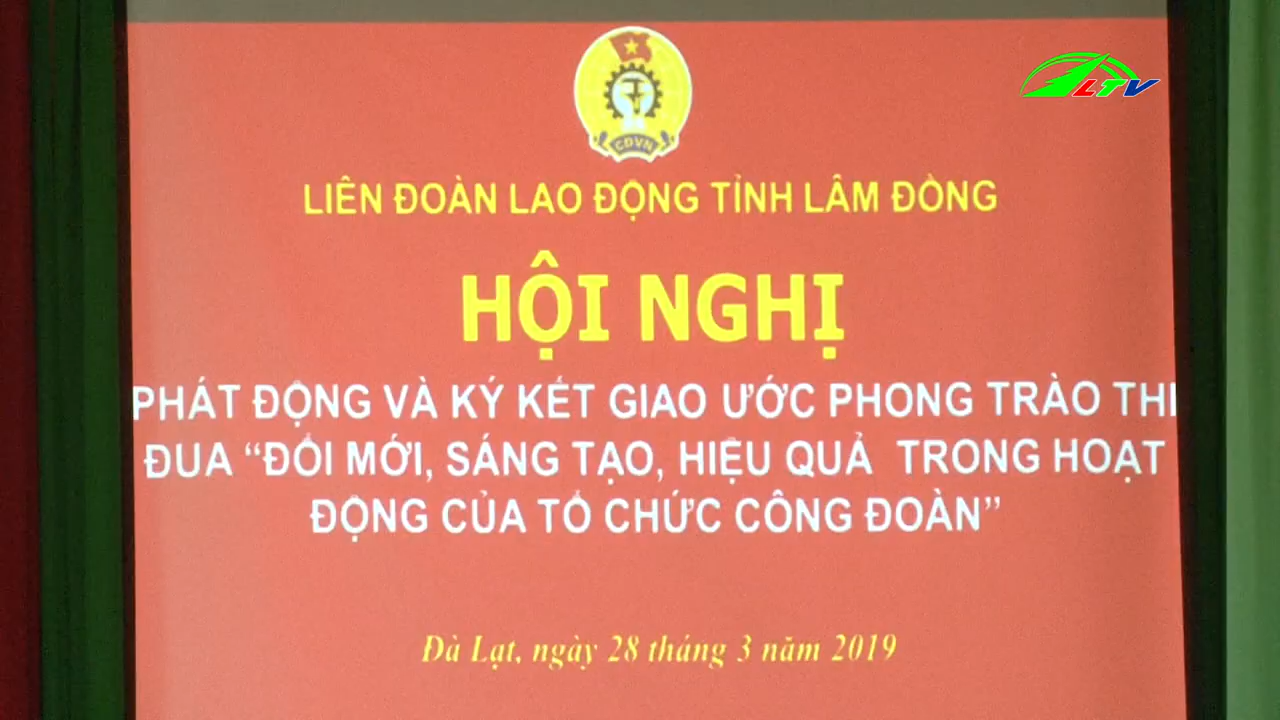 LTV
CĐVN
LIÊN ĐOÀN LAO ĐỘNG TỈNH LÂM ĐỒNG
HỘI NGHỊ
PHÁT ĐỘNG VÀ KÝ KẾT GIAO ƯỚC PHONG TRÀO THI
ĐUA “ĐỔI MỚI, SÁNG TẠO, HIỆU QUẢ TRONG HOẠT
ĐỘNG CỦA TỔ CHỨC CÔNG ĐOÀN”
Đà Lạt, ngày 28 tháng 3 năm 2019